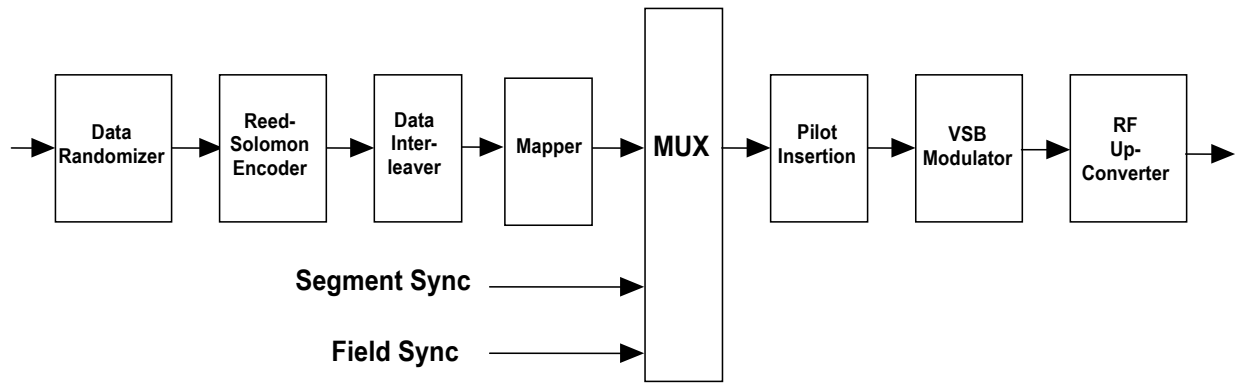 Data
Randomizer
Reed-
Solomon
Encoder
Data
Inter-
leaver
Mapper
MUX
Pilot
Insertion
VSB
Modulator
RF
Up-
Converter
Segment Sync
Field Sync